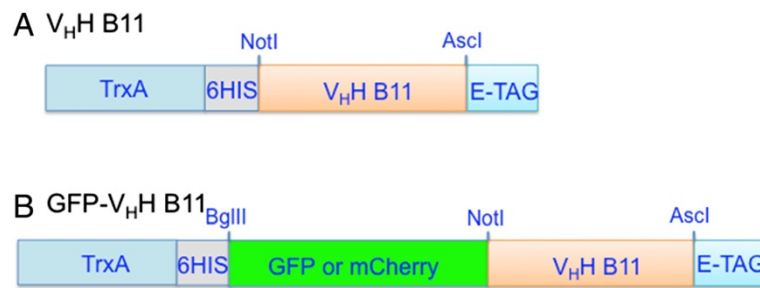 A VHH B11
NotI AscI
TrxA 6HIS VHH B11 E-TAG
B GFP-VHH B11
BglII NotI AscI
TrxA 6HIS GFP or mCherry VHH B11 E-TAG